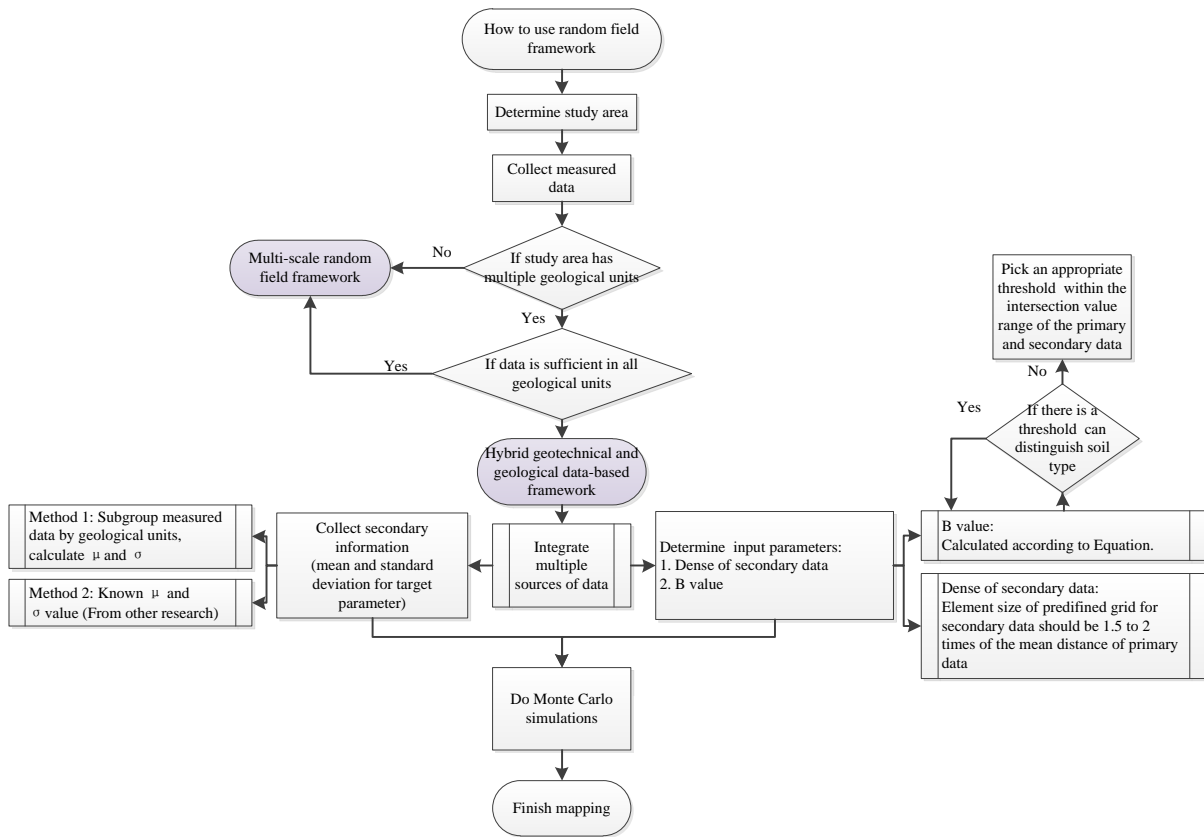 How to use random field
framework
Determine study area
Collect measured
data
If study area has
multiple geological units
No
Multi-scale random
field framework
Yes
If data is sufficient in all
geological units
Yes
Hybrid geotechnical and
geological data-based
framework
Integrate
multiple
sources of data
Collect secondary
information
(mean and standard
deviation for target
parameter)
Method 1: Subgroup measured
data by geological units,
calculate μ and σ
Method 2: Known μ and
σ value (From other research)
Determine input parameters:
1. Dense of secondary data
2. B value
B value:
Calculated according to Equation.
Dense of secondary data:
Element size of predifined grid for
secondary data should be 1.5 to 2
times of the mean distance of primary
data
If there is a
threshold can
distinguish soil
type
Yes
No
Pick an appropriate
threshold within the
intersection value
range of the primary
and secondary data
Do Monte Carlo
simulations
Finish mapping